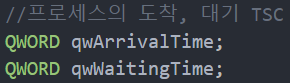 //프로세스의 도착, 대기 TSC
QWORD qwArrivalTime;
QWORD qwWaitingTime;